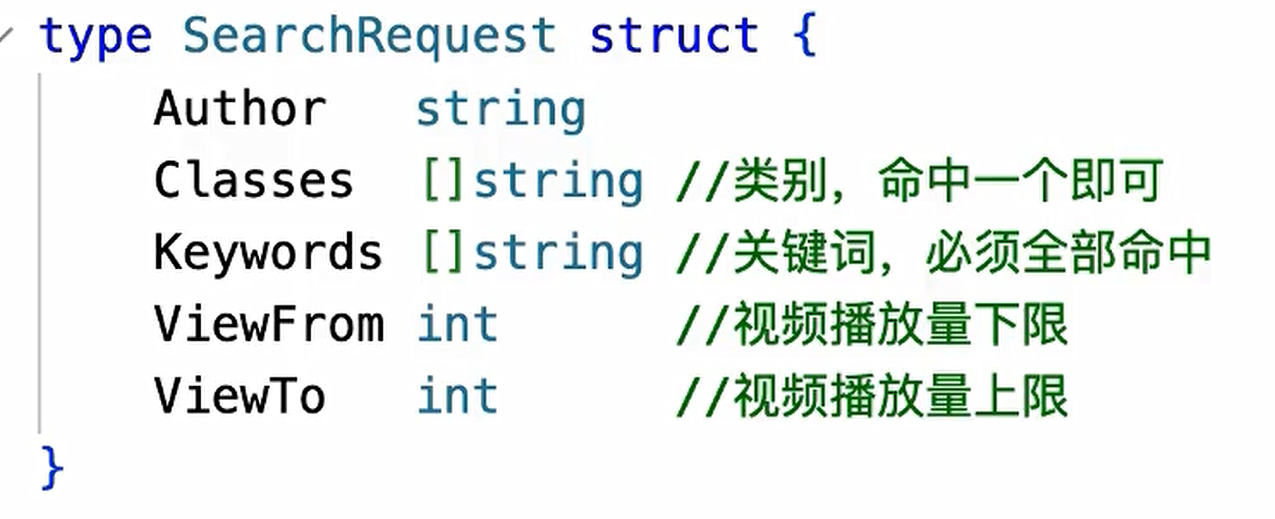 type SearchRequest struct {
    Author   string
    Classes  []string //类别，命中一个即可
    Keywords []string //关键词，必须全部命中
    ViewFrom int      //视频播放量下限
    ViewTo   int      //视频播放量上限
}